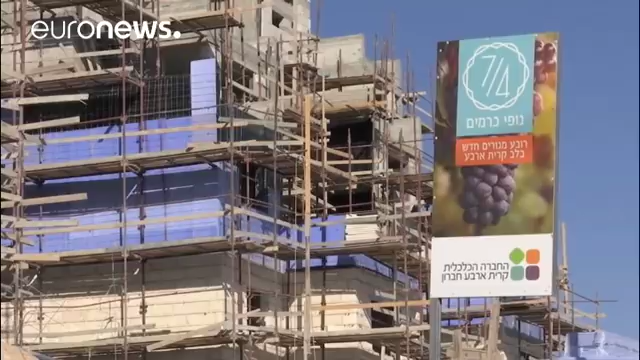 euronews.
7/4
נופי כרמים
רובע מגורים חדש
בלב קרית ארבע
החברה הכלכלית
קרית ארבע חברון